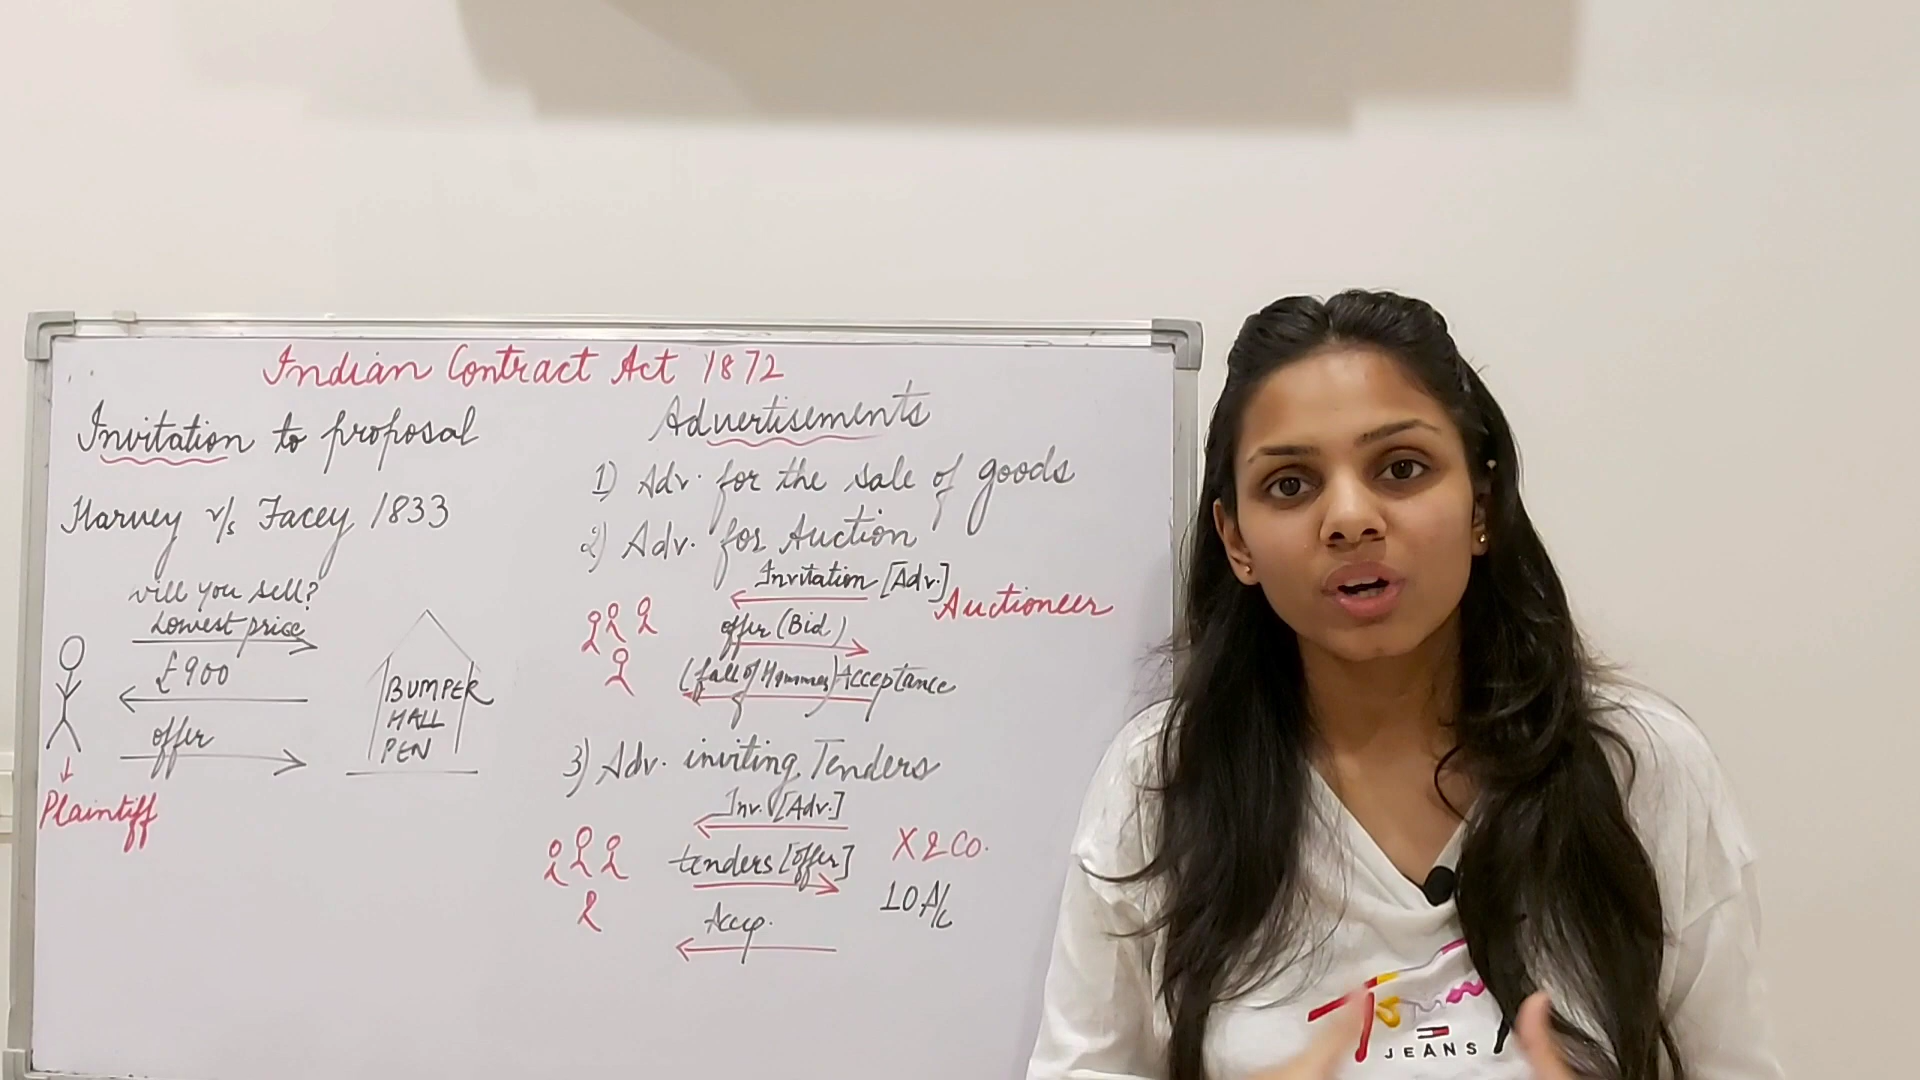 Indian Contract Act 1872
Invitation to proposal
Harvey v/s Facey 1833
will you sell?
Lowest price
£900
offer
Plaintiff
BUMPER
HALL
PEN
Advertisements
1) Adv. for the sale of goods
2) Adv. for Auction
Invitation [Adv.]
Auctioneer
offer (Bid)
(fall of Hammer) Acceptance
3) Adv. inviting Tenders
Inv. [Adv.]
X & Co.
tenders [offer]
10 A/c
Accep.
JEANS